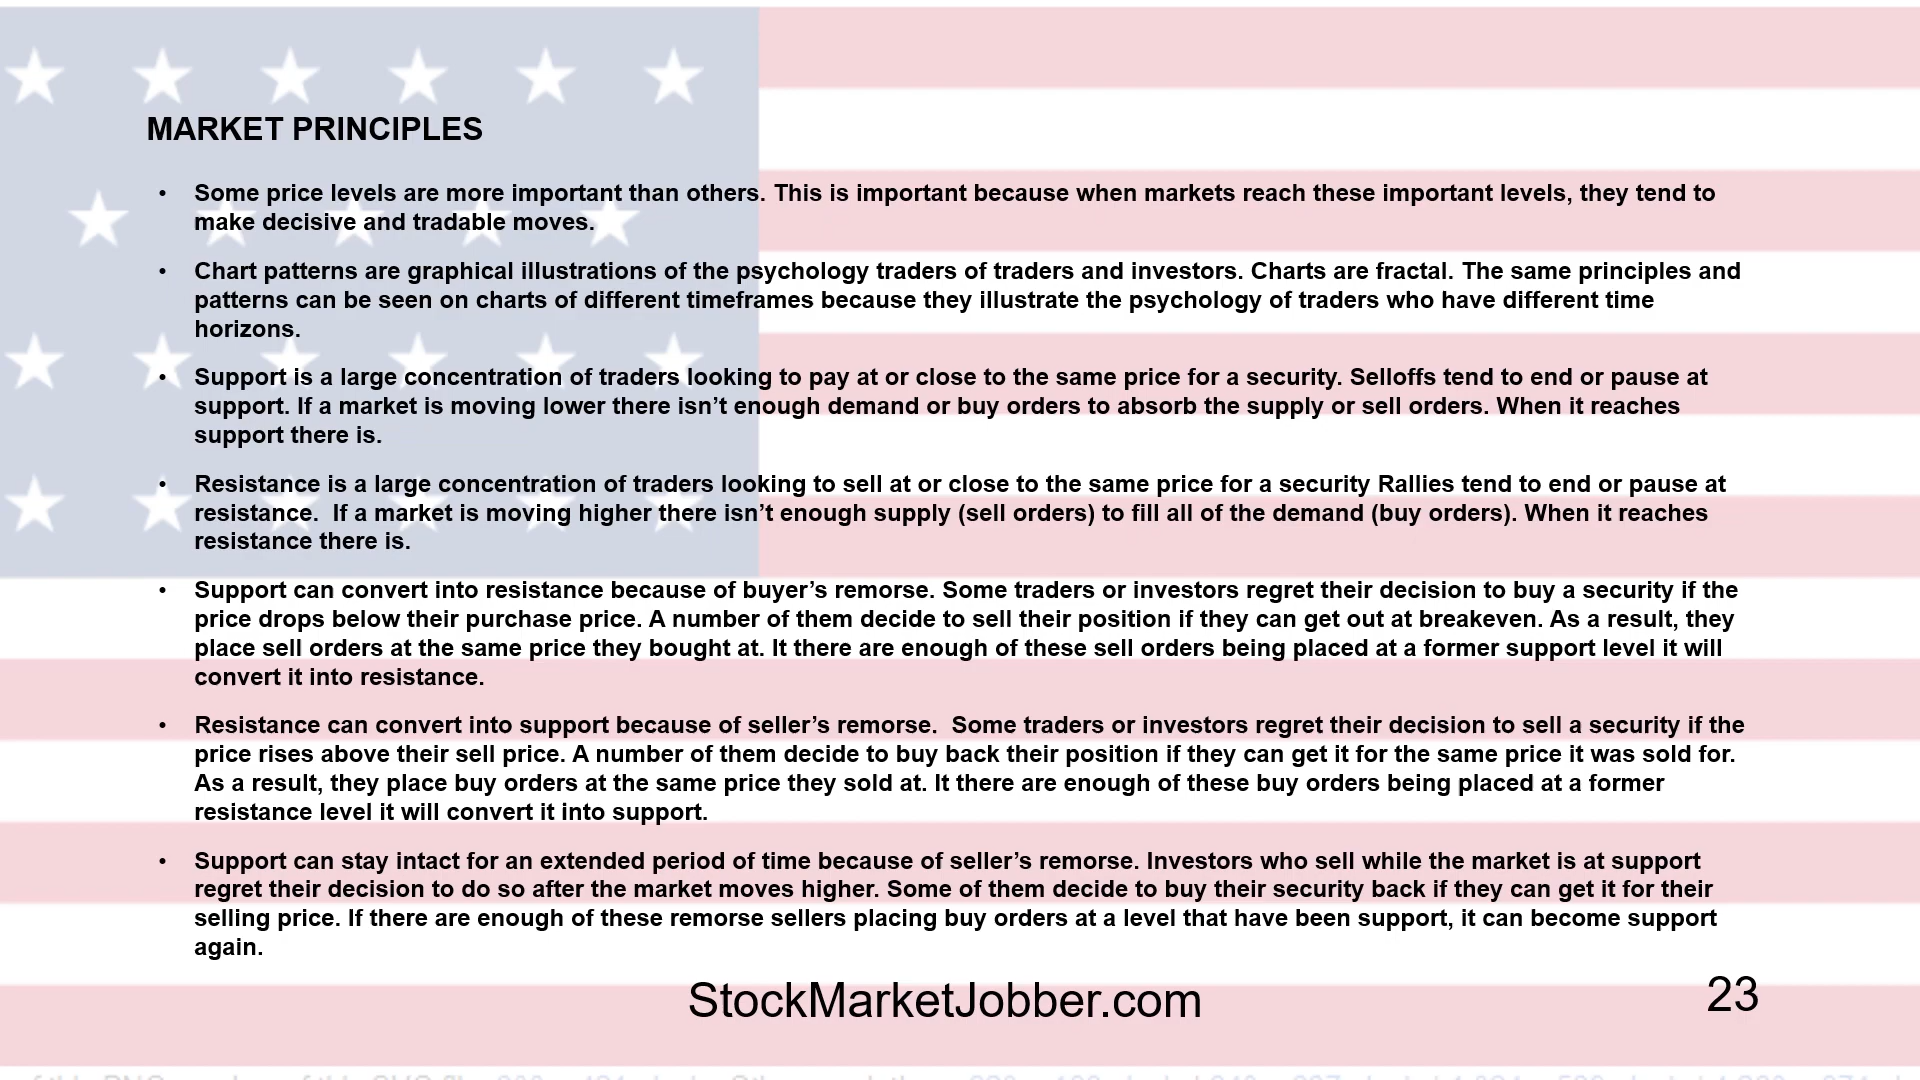 MARKET PRINCIPLES
• Some price levels are more important than others. This is important because when markets reach these important levels, they tend to
make decisive and tradable moves.
• Chart patterns are graphical illustrations of the psychology traders of traders and investors. Charts are fractal. The same principles and
patterns can be seen on charts of different timeframes because they illustrate the psychology of traders who have different time
horizons.
• Support is a large concentration of traders looking to pay at or close to the same price for a security. Selloffs tend to end or pause at
support. If a market is moving lower there isn’t enough demand or buy orders to absorb the supply or sell orders. When it reaches
support there is.
• Resistance is a large concentration of traders looking to sell at or close to the same price for a security Rallies tend to end or pause at
resistance.  If a market is moving higher there isn’t enough supply (sell orders) to fill all of the demand (buy orders). When it reaches
resistance there is.
• Support can convert into resistance because of buyer’s remorse. Some traders or investors regret their decision to buy a security if the
price drops below their purchase price. A number of them decide to sell their position if they can get out at breakeven. As a result, they
place sell orders at the same price they bought at. It there are enough of these sell orders being placed at a former support level it will
convert it into resistance.
• Resistance can convert into support because of seller’s remorse.  Some traders or investors regret their decision to sell a security if the
price rises above their sell price. A number of them decide to buy back their position if they can get it for the same price it was sold for.
As a result, they place buy orders at the same price they sold at. It there are enough of these buy orders being placed at a former
resistance level it will convert it into support.
• Support can stay intact for an extended period of time because of seller’s remorse. Investors who sell while the market is at support
regret their decision to do so after the market moves higher. Some of them decide to buy their security back if they can get it for their
selling price. If there are enough of these remorse sellers placing buy orders at a level that have been support, it can become support
again.
StockMarketJobber.com
23